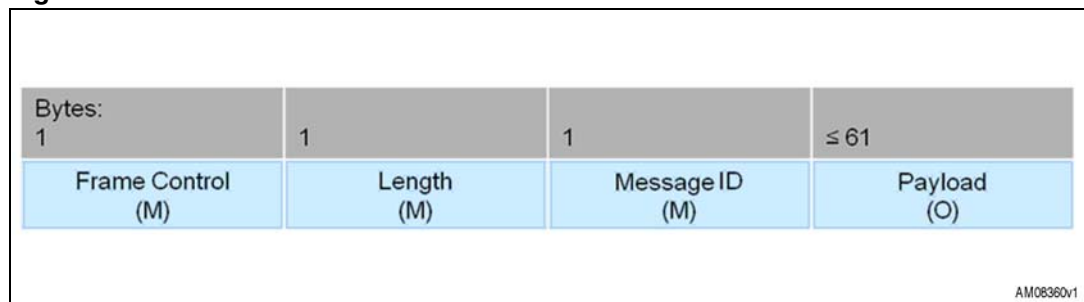 Bytes:
1 1 1 ≤ 61
Frame Control Length Message ID Payload
(M) (M) (M) (O)
AM08360v1